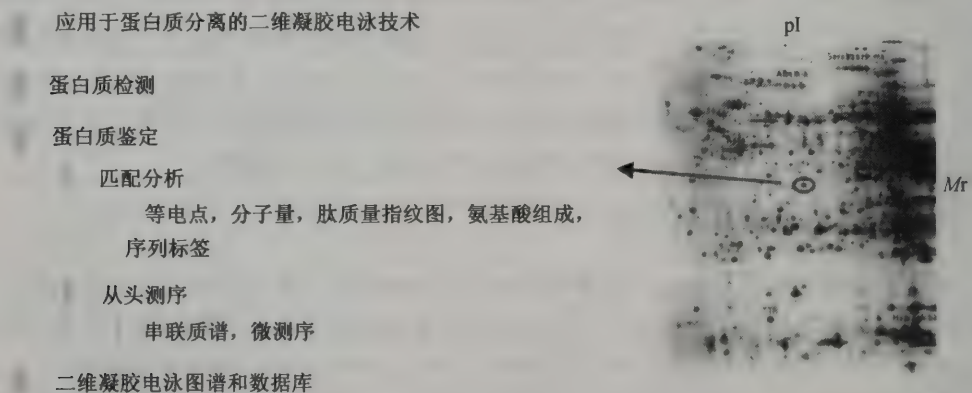 应用于蛋白质分离的二维凝胶电泳技术
pI
蛋白质检测
蛋白质鉴定
匹配分析
Mr
等电点，分子量，肽质量指纹图，氨基酸组成，
序列标签
从头测序
串联质谱，微测序
二维凝胶电泳图谱和数据库